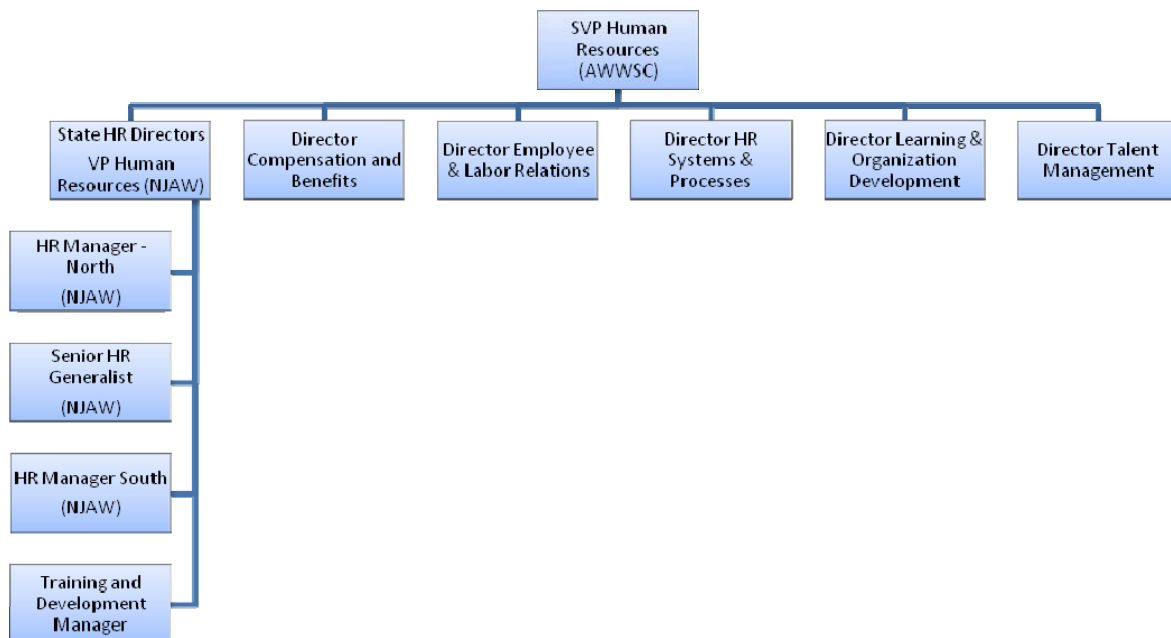 SVP Human
Resources
(AWWSC)
State HR Directors
VP Human
Resources (NJAW)
Director
Compensation and
Benefits
Director Employee
& Labor Relations
Director HR
Systems &
Processes
Director Learning &
Organization
Development
Director Talent
Management
HR Manager -
North
(NJAW)
Senior HR
Generalist
(NJAW)
HR Manager South
(NJAW)
Training and
Development
Manager